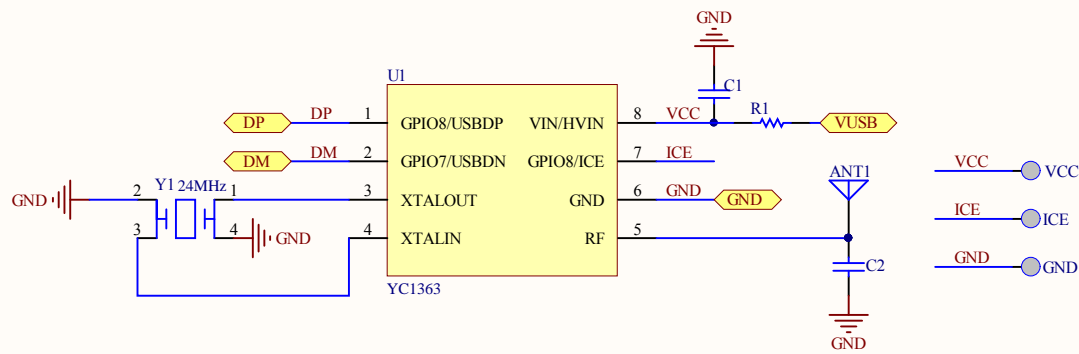 GND
U1
C1
DP DP 1 GPIO8/USBDP VIN/HVIN 8 VCC R1 VUSB
DM DM 2 GPIO7/USBDN GPIO8/ICE 7 ICE
ANT1
VCC VCC
GND 2 Y1 24MHz 1 3 XTALOUT GND 6 GND GND
ICE ICE
3 4 GND 4 XTALIN RF 5
C2
GND GND
YC1363
GND